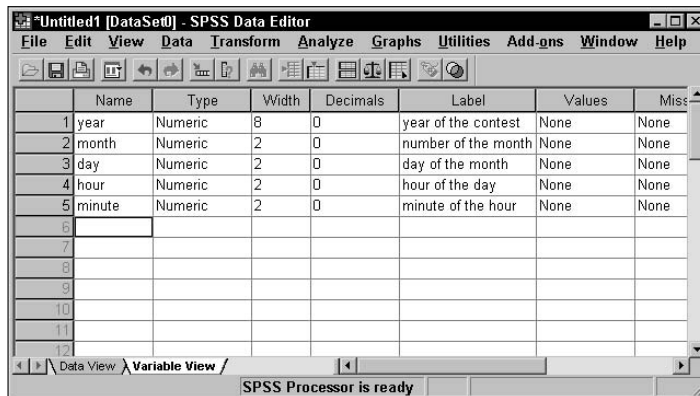 *Untitled1 [DataSet0] - SPSS Data Editor
File Edit View Data Transform Analyze Graphs Utilities Add-ons Window Help
Name Type Width Decimals Label Values Miss
1 year Numeric 8 0 year of the contest None None
2 month Numeric 2 0 number of the month None None
3 day Numeric 2 0 day of the month None None
4 hour Numeric 2 0 hour of the day None None
5 minute Numeric 2 0 minute of the hour None None
6
7
8
9
10
11
12
Data View Variable View
SPSS Processor is ready